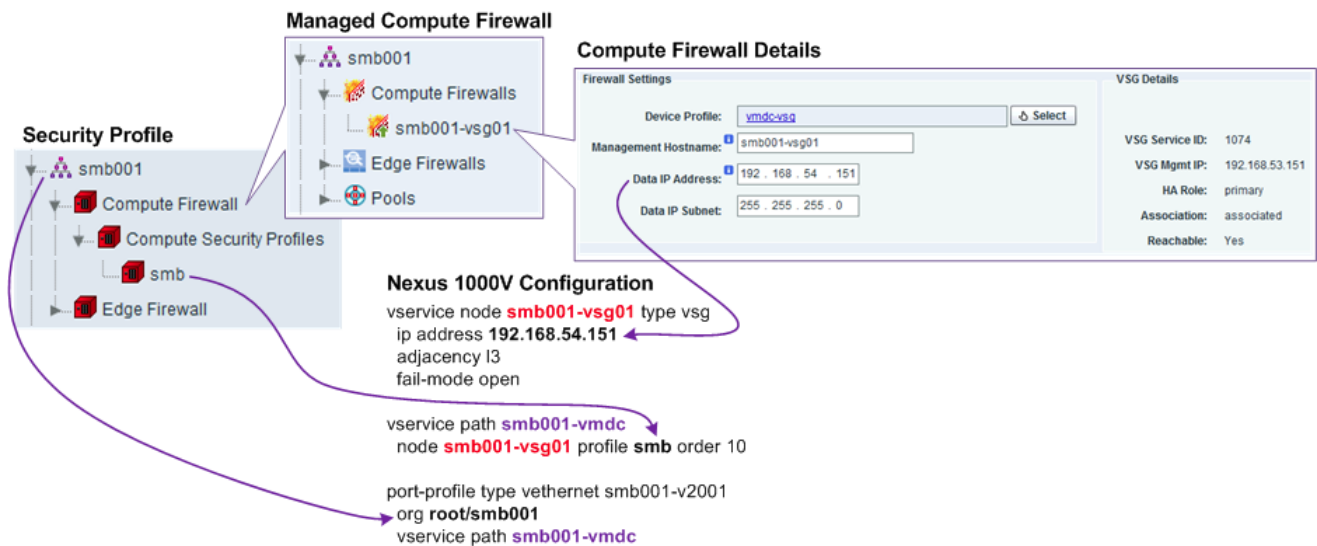 Managed Compute Firewall
smb001
Compute Firewalls
smb001-vsg01
Edge Firewalls
Pools
Compute Firewall Details
Firewall Settings
Device Profile: vmdc-vsg Select
Management Hostname: smb001-vsg01
Data IP Address: 192 . 168 . 54 . 151
Data IP Subnet: 255 . 255 . 255 . 0
VSG Details
VSG Service ID: 1074
VSG Mgmt IP: 192.168.53.151
HA Role: primary
Association: associated
Reachable: Yes
Security Profile
smb001
Compute Firewall
Compute Security Profiles
smb
Edge Firewall
Nexus 1000V Configuration
vservice node smb001-vsg01 type vsg
ip address 192.168.54.151
adjacency l3
fail-mode open
vservice path smb001-vmdc
node smb001-vsg01 profile smb order 10
port-profile type vethernet smb001-v2001
org root/smb001
vservice path smb001-vmdc